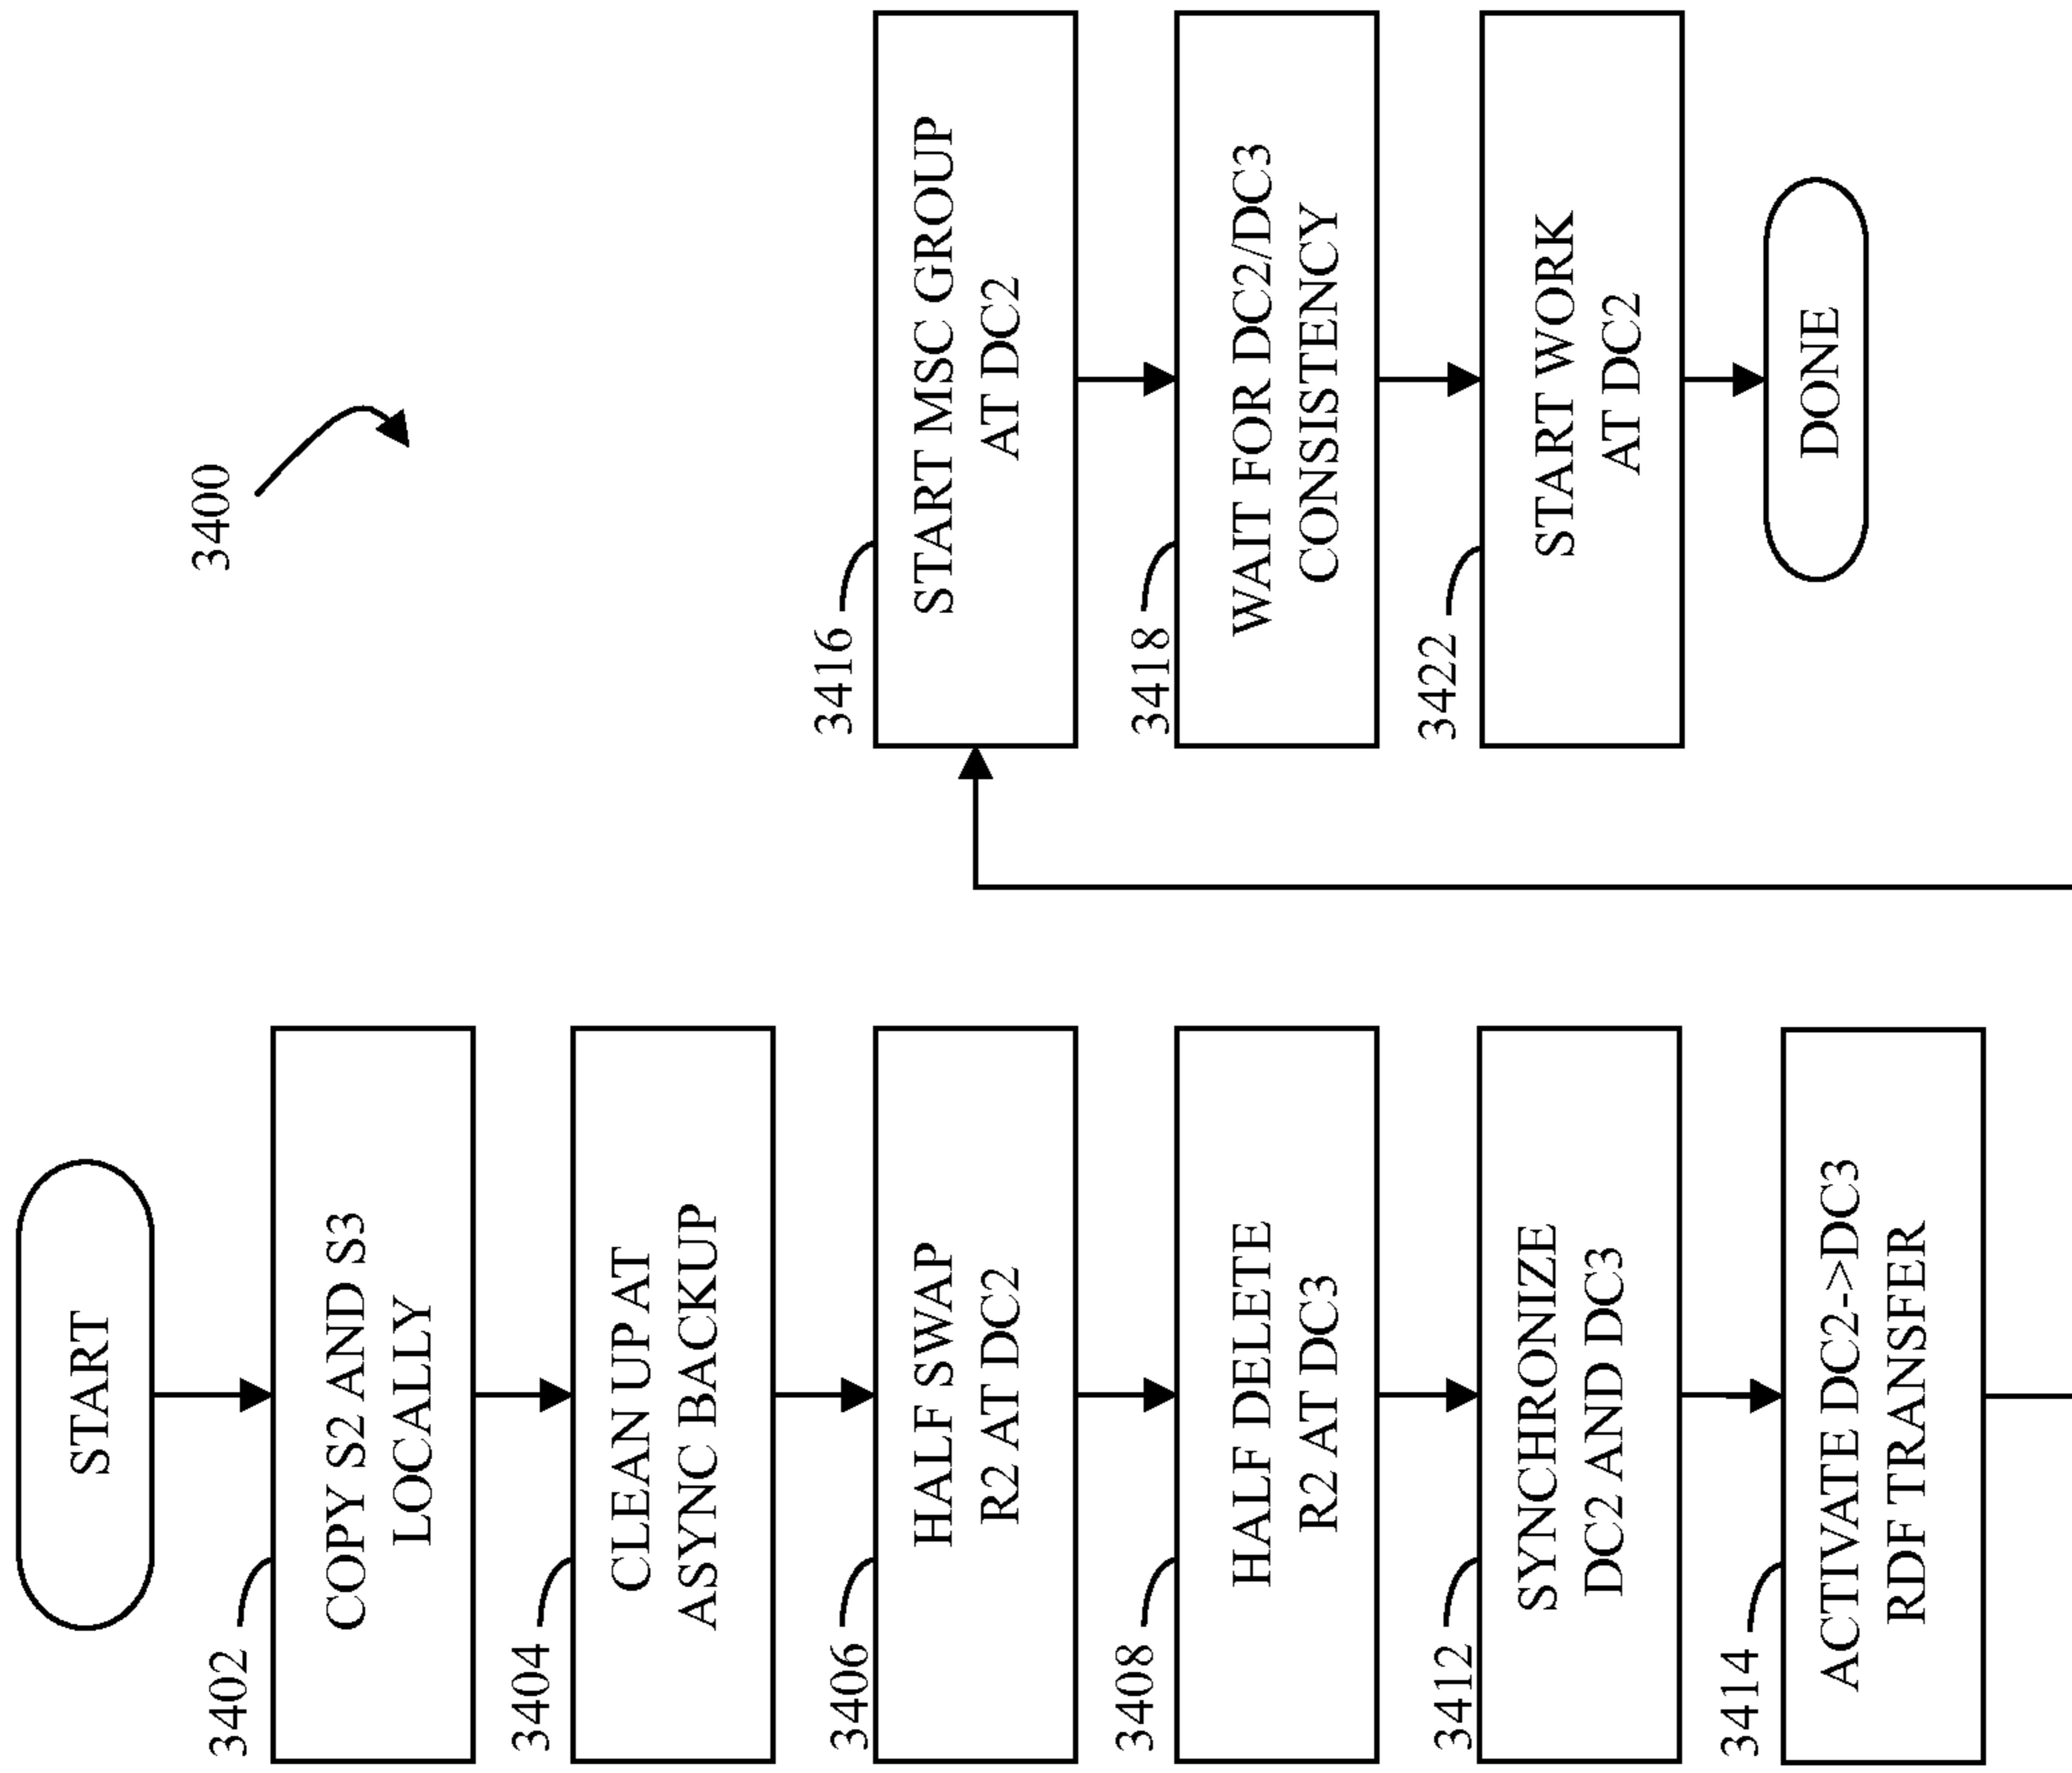 3400
START
3402
COPY S2 AND S3
LOCALLY
3404
CLEAN UP AT
ASYNC BACKUP
3406
HALF SWAP
R2 AT DC2
3408
HALF DELETE
R2 AT DC3
3412
SYNCHRONIZE
DC2 AND DC3
3414
ACTIVATE DC2->DC3
RDF TRANSFER
3416
START MSC GROUP
AT DC2
3418
WAIT FOR DC2/DC3
CONSISTENCY
3422
START WORK
AT DC2
DONE